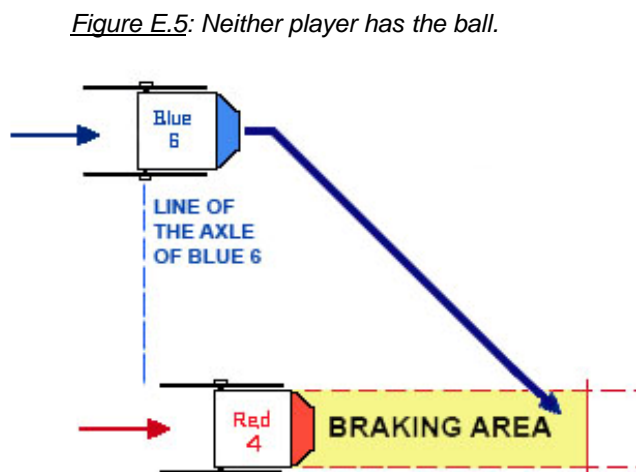 Figure E.5: Neither player has the ball.
Blue
6
LINE OF
THE AXLE
OF BLUE 6
Red
4
BRAKING AREA